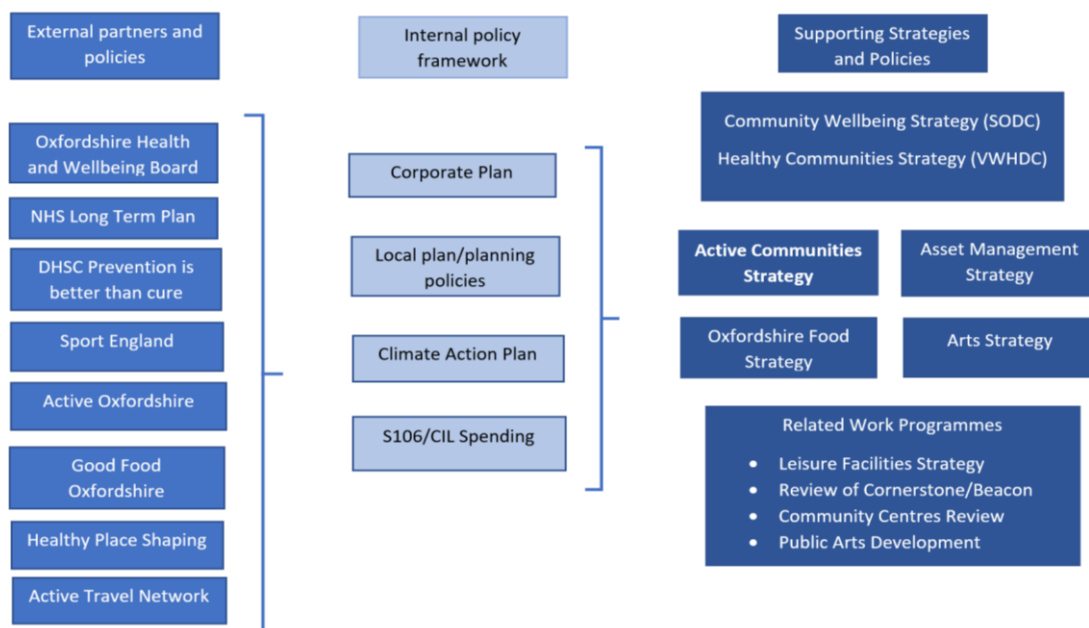 External partners and
policies
Oxfordshire Health
and Wellbeing Board
NHS Long Term Plan
DHSC Prevention is
better than cure
Sport England
Active Oxfordshire
Good Food
Oxfordshire
Healthy Place Shaping
Active Travel Network
Internal policy
framework
Corporate Plan
Local plan/planning
policies
Climate Action Plan
S106/CIL Spending
Supporting Strategies
and Policies
Community Wellbeing Strategy (SODC)
Healthy Communities Strategy (VWHDC)
Active Communities
Strategy
Asset Management
Strategy
Oxfordshire Food
Strategy
Arts Strategy
Related Work Programmes
• Leisure Facilities Strategy
• Review of Cornerstone/Beacon
• Community Centres Review
• Public Arts Development